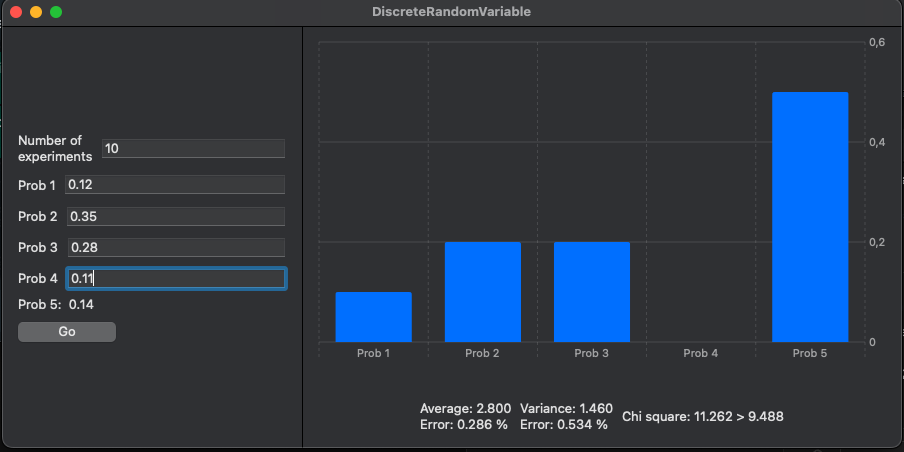 DiscreteRandomVariable
Number of
experiments
10
Prob 1
0.12
Prob 2
0.35
Prob 3
0.28
Prob 4
0.11
Prob 5: 0.14
Go
0,6
0,4
0,2
0
Prob 1
Prob 2
Prob 3
Prob 4
Prob 5
Average: 2.800
Error: 0.286 %
Variance: 1.460
Error: 0.534 %
Chi square: 11.262 > 9.488